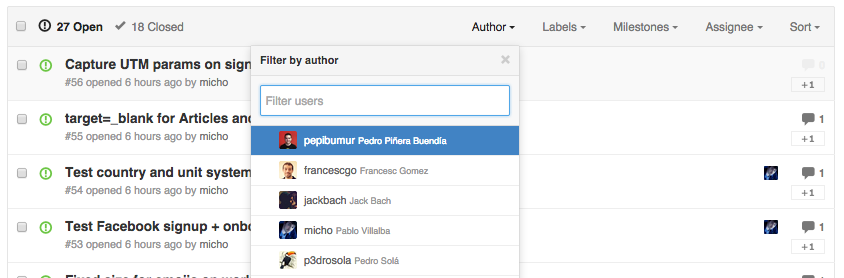 27 Open 18 Closed Author Labels Milestones Assignee Sort
Capture UTM params on sign
#56 opened 6 hours ago by micho
0
+1
target=_blank for Articles and
#55 opened 6 hours ago by micho
1
+1
Test country and unit system
#54 opened 6 hours ago by micho
1
+1
Test Facebook signup + onbo
#53 opened 6 hours ago by micho
1
+1
Filter by author
Filter users
pepibumur Pedro Piñera Buendía
francescgo Francesc Gomez
jackbach Jack Bach
micho Pablo Villalba
p3drosola Pedro Solá